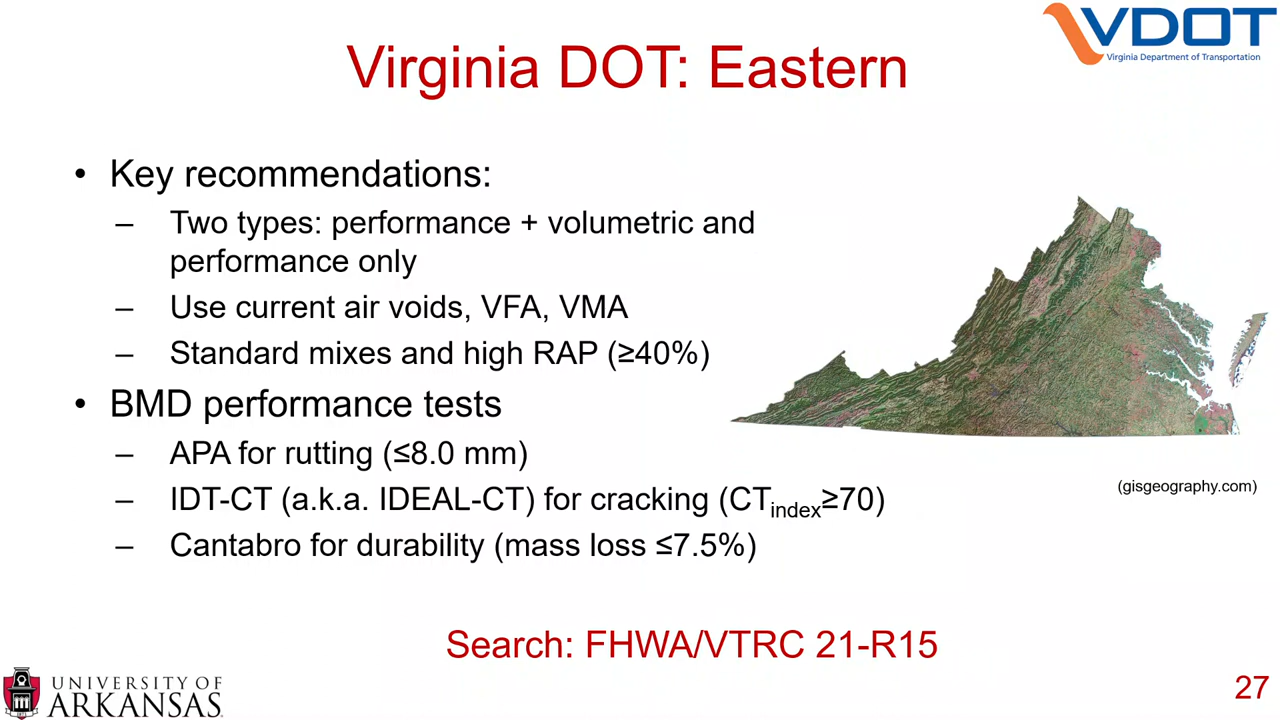 VDOT
Virginia Department of Transportation
Virginia DOT: Eastern
• Key recommendations:
– Two types: performance + volumetric and
performance only
– Use current air voids, VFA, VMA
– Standard mixes and high RAP (≥40%)
• BMD performance tests
– APA for rutting (≤8.0 mm)
– IDT-CT (a.k.a. IDEAL-CT) for cracking (CTindex≥70)
– Cantabro for durability (mass loss ≤7.5%)
(gisgeography.com)
Search: FHWA/VTRC 21-R15
UNIVERSITY OF
ARKANSAS
27